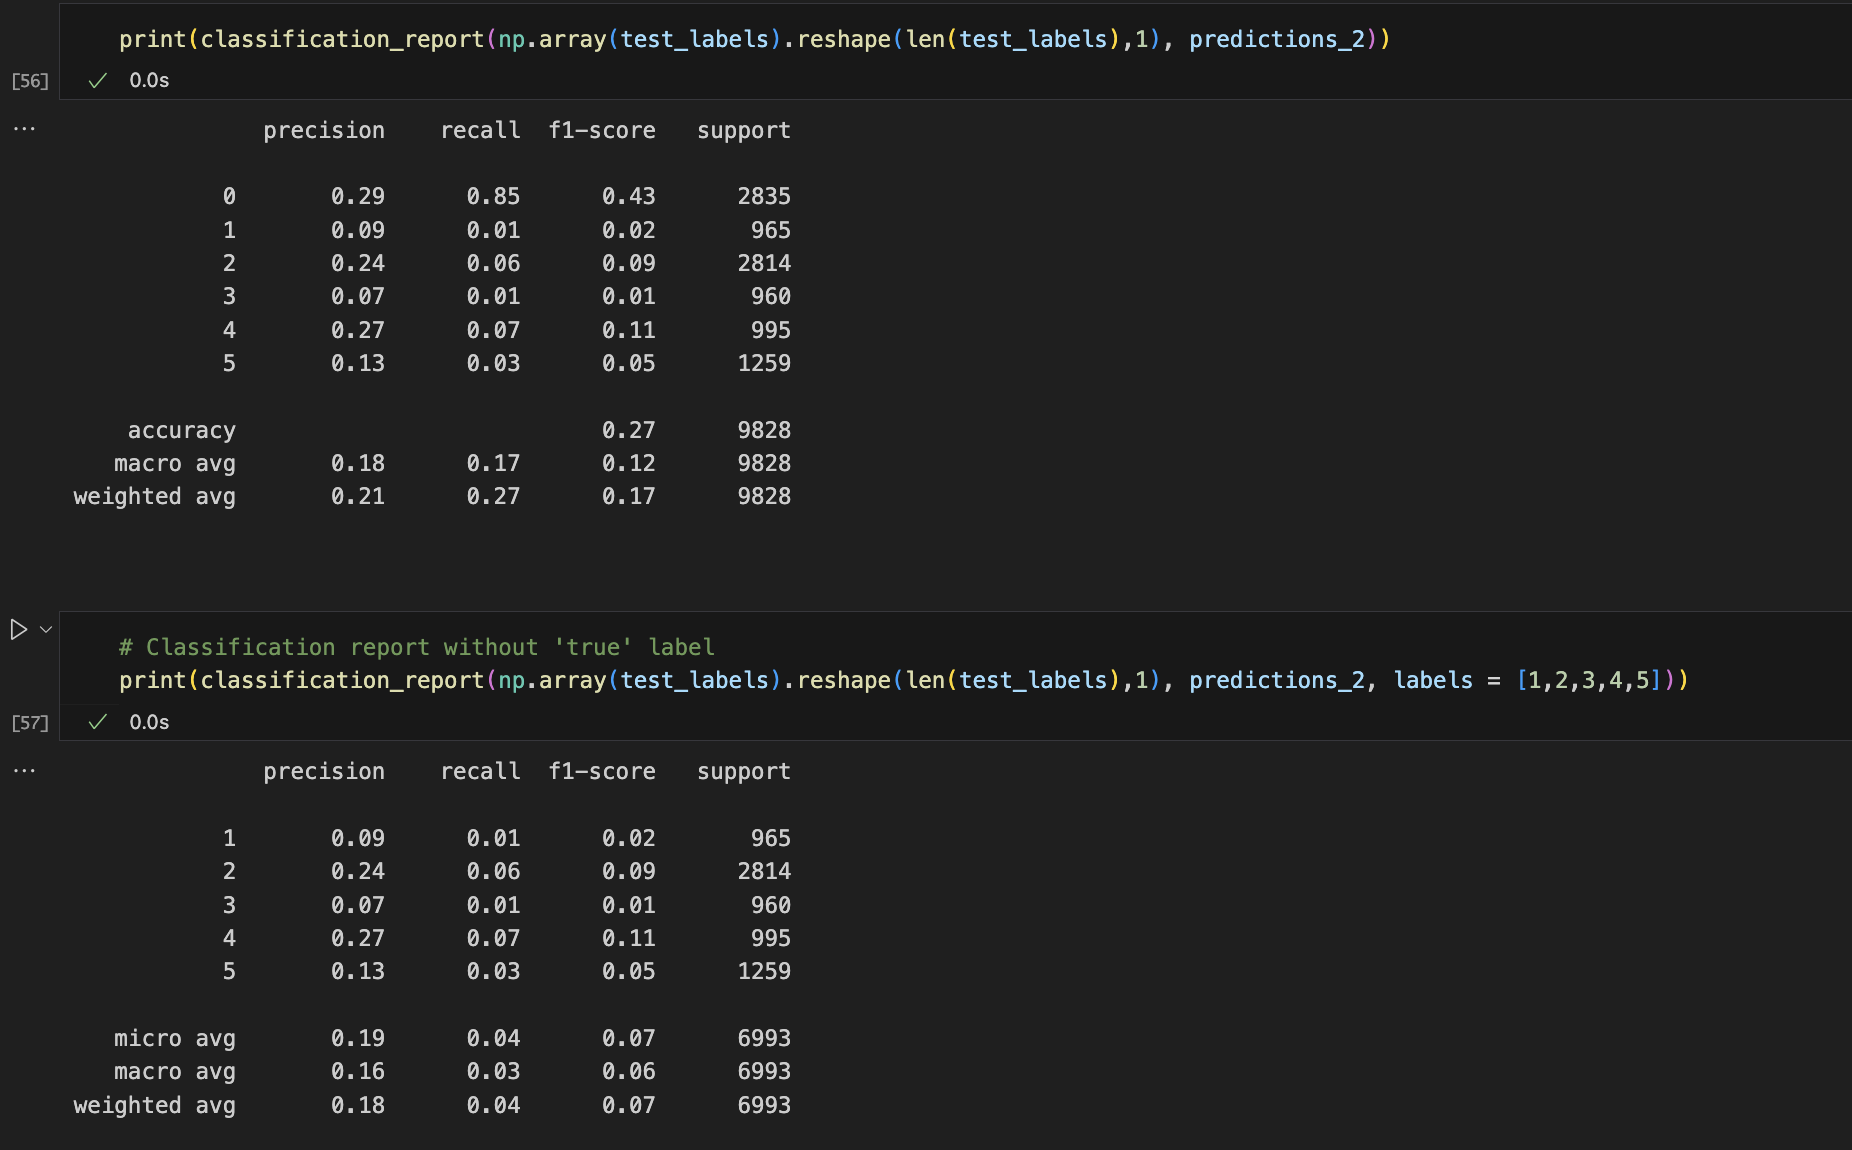 print(classification_report(np.array(test_labels).reshape(len(test_labels),1), predictions_2))
[56] ✓ 0.0s
... precision recall f1-score support
0 0.29 0.85 0.43 2835
1 0.09 0.01 0.02 965
2 0.24 0.06 0.09 2814
3 0.07 0.01 0.01 960
4 0.27 0.07 0.11 995
5 0.13 0.03 0.05 1259
accuracy 0.27 9828
macro avg 0.18 0.17 0.12 9828
weighted avg 0.21 0.27 0.17 9828
# Classification report without 'true' label
print(classification_report(np.array(test_labels).reshape(len(test_labels),1), predictions_2, labels = [1,2,3,4,5]))
[57] ✓ 0.0s
... precision recall f1-score support
1 0.09 0.01 0.02 965
2 0.24 0.06 0.09 2814
3 0.07 0.01 0.01 960
4 0.27 0.07 0.11 995
5 0.13 0.03 0.05 1259
micro avg 0.19 0.04 0.07 6993
macro avg 0.16 0.03 0.06 6993
weighted avg 0.18 0.04 0.07 6993